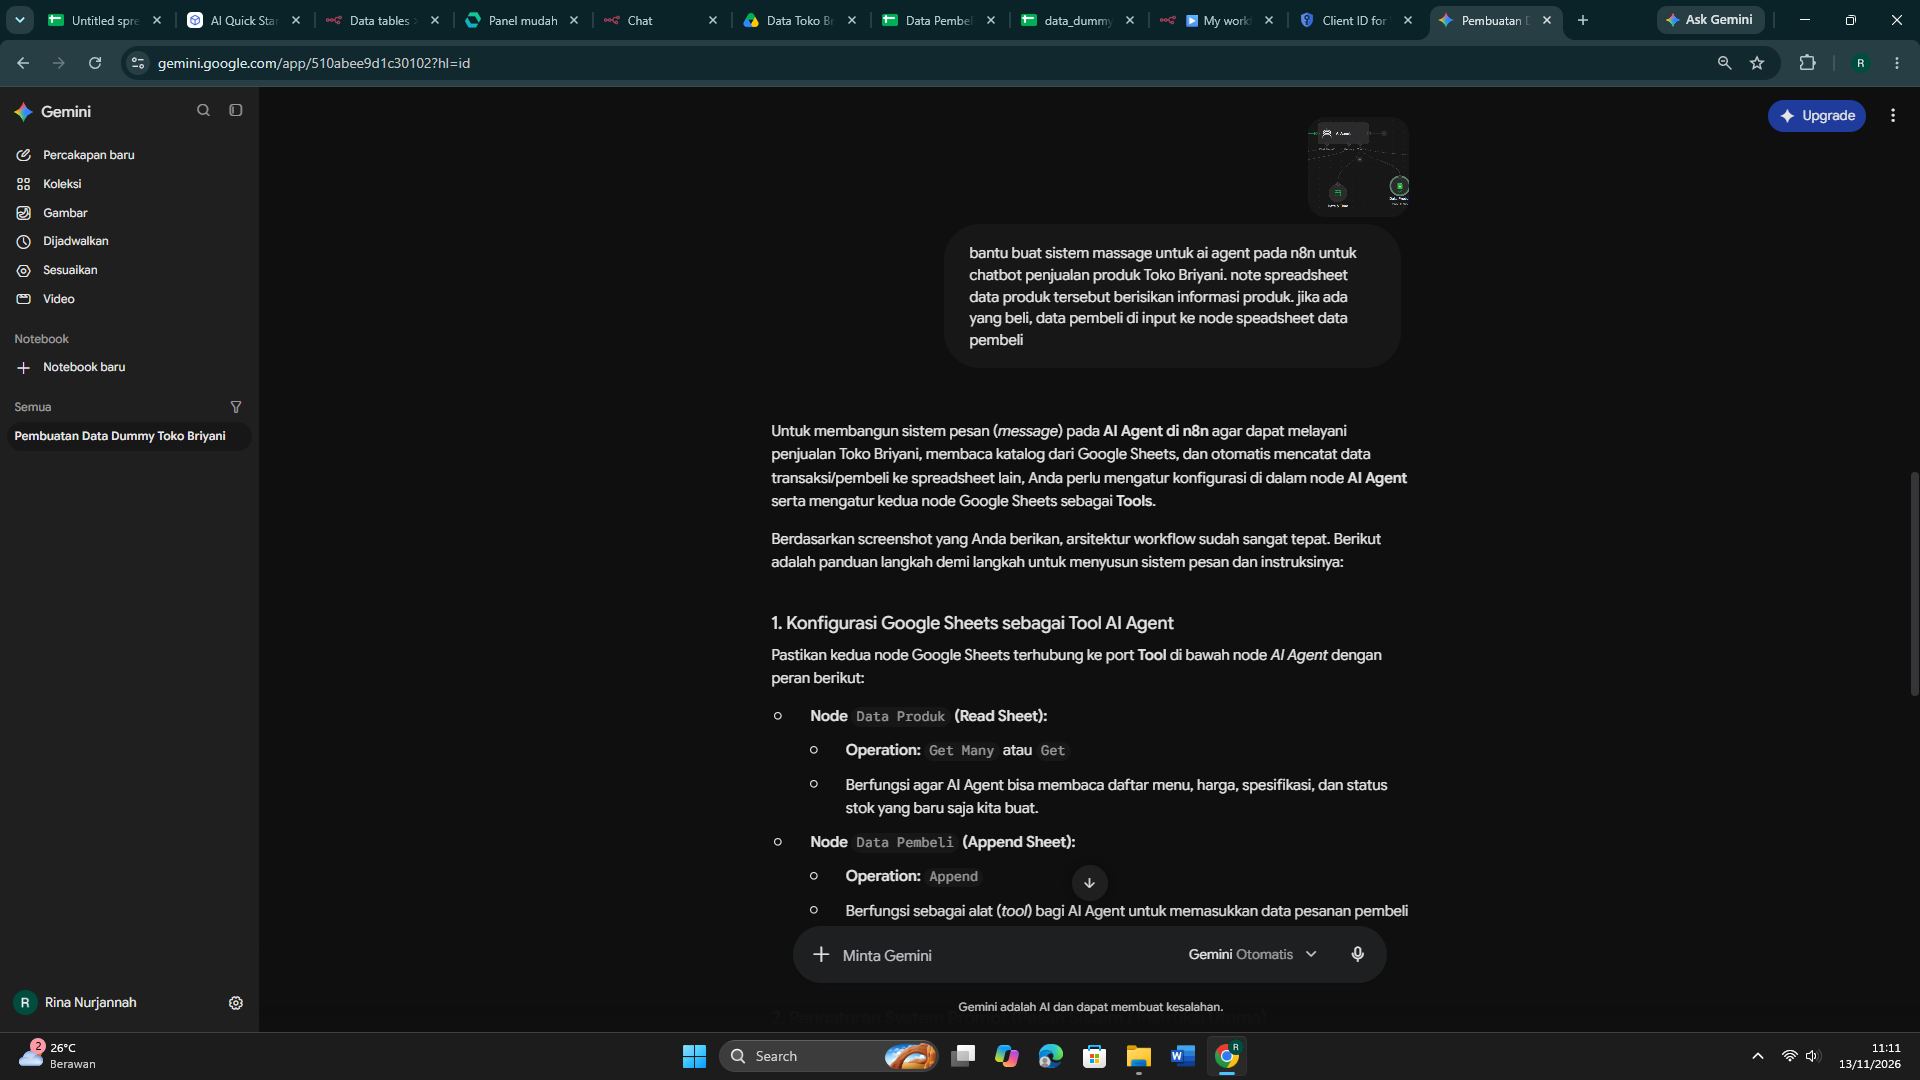 Untitled spre
AI Quick Star
Data tables
Panel mudah
Chat
Data Toko Br
Data Pembel
data_dummy
My work
Client ID for
Pembuatan D
Ask Gemini
gemini.google.com/app/510abee9d1c30102?hl=id
R
Gemini
Upgrade
Percakapan baru
Koleksi
Gambar
Dijadwalkan
Sesuaikan
Video
Notebook
Notebook baru
Semua
Pembuatan Data Dummy Toko Briyani
bantu buat sistem massage untuk ai agent pada n8n untuk
chatbot penjualan produk Toko Briyani. note spreadsheet
data produk tersebut berisikan informasi produk. jika ada
yang beli, data pembeli di input ke node speadsheet data
pembeli
Untuk membangun sistem pesan (message) pada AI Agent di n8n agar dapat melayani
penjualan Toko Briyani, membaca katalog dari Google Sheets, dan otomatis mencatat data
transaksi/pembeli ke spreadsheet lain, Anda perlu mengatur konfigurasi di dalam node AI Agent
serta mengatur kedua node Google Sheets sebagai Tools.
Berdasarkan screenshot yang Anda berikan, arsitektur workflow sudah sangat tepat. Berikut
adalah panduan langkah demi langkah untuk menyusun sistem pesan dan instruksinya:
1. Konfigurasi Google Sheets sebagai Tool AI Agent
Pastikan kedua node Google Sheets terhubung ke port Tool di bawah node AI Agent dengan
peran berikut:
Node Data Produk (Read Sheet):
Operation: Get Many atau Get
Berfungsi agar AI Agent bisa membaca daftar menu, harga, spesifikasi, dan status
stok yang baru saja kita buat.
Node Data Pembeli (Append Sheet):
Operation: Append
Berfungsi sebagai alat (tool) bagi AI Agent untuk memasukkan data pesanan pembeli
Minta Gemini
Gemini Otomatis
Gemini adalah AI dan dapat membuat kesalahan.
R
Rina Nurjannah
2
26°C
Berawan
Search
R
11:11
13/11/2026